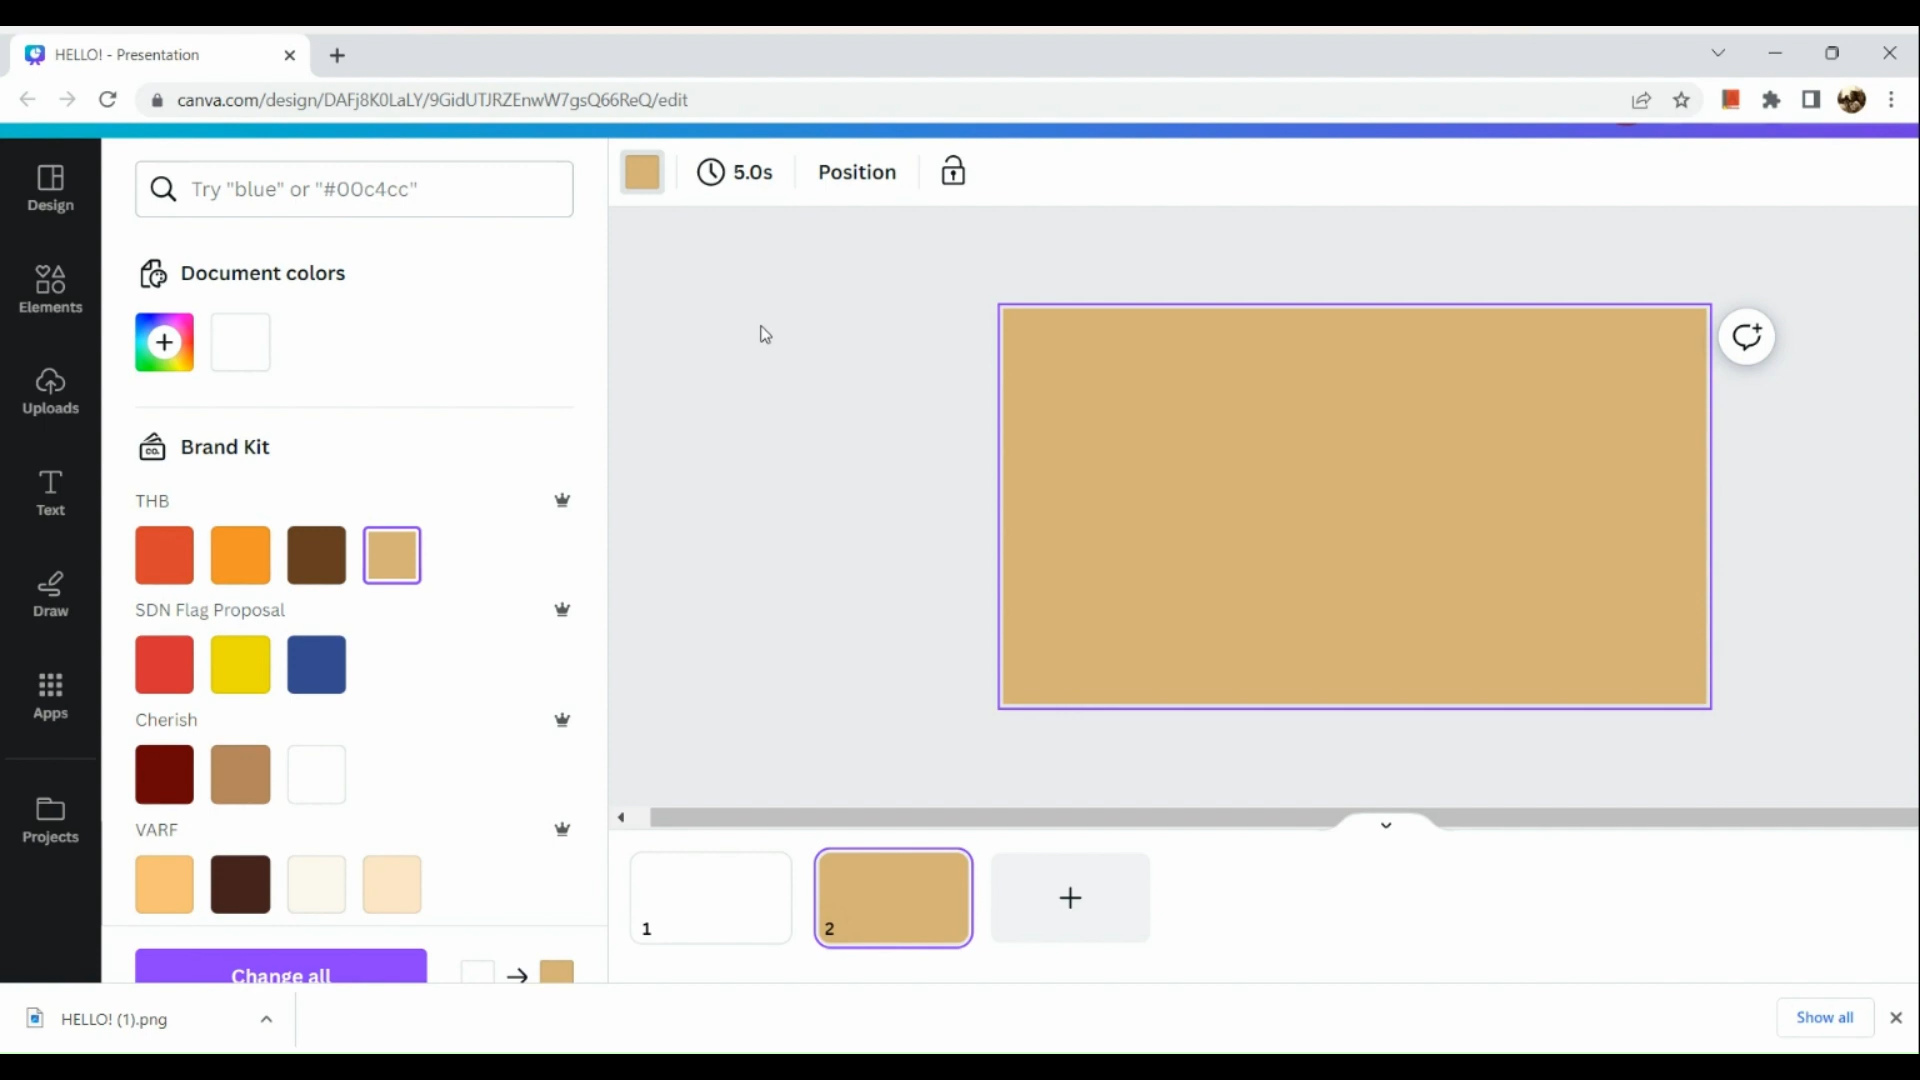 HELLO! - Presentation
canva.com/design/DAFj8K0LaLY/9GidUTJRZEnwW7gsQ66ReQ/edit
Design
Elements
Uploads
Text
Draw
Apps
Projects
Try "blue" or "#00c4cc"
Document colors
CO.
Brand Kit
THB
SDN Flag Proposal
Cherish
VARF
Change all
5.0s
Position
1
2
HELLO! (1).png
Show all